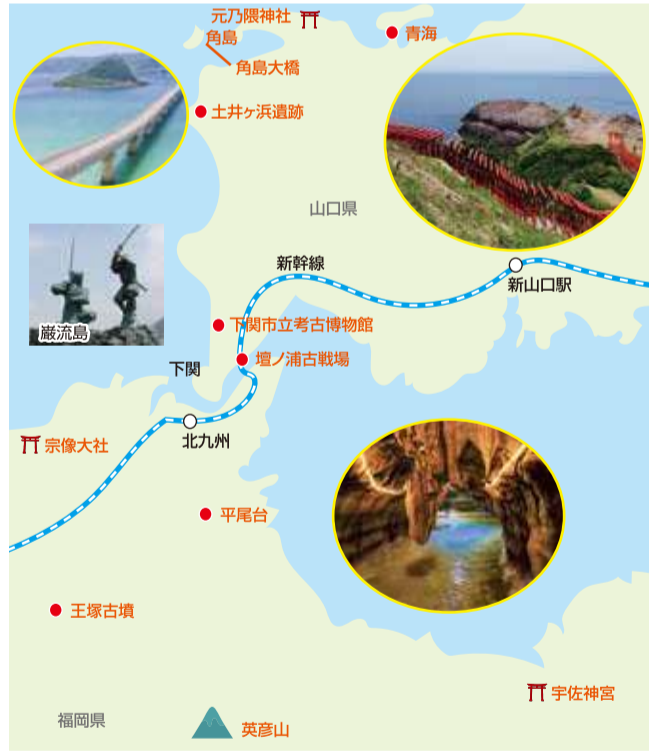 元乃隅神社
角島
青海
角島大橋
土井ヶ浜遺跡
山口県
新幹線
新山口駅
巌流島
下関市立考古博物館
壇ノ浦古戦場
下関
北九州
宗像大社
平尾台
王塚古墳
宇佐神宮
福岡県
英彦山